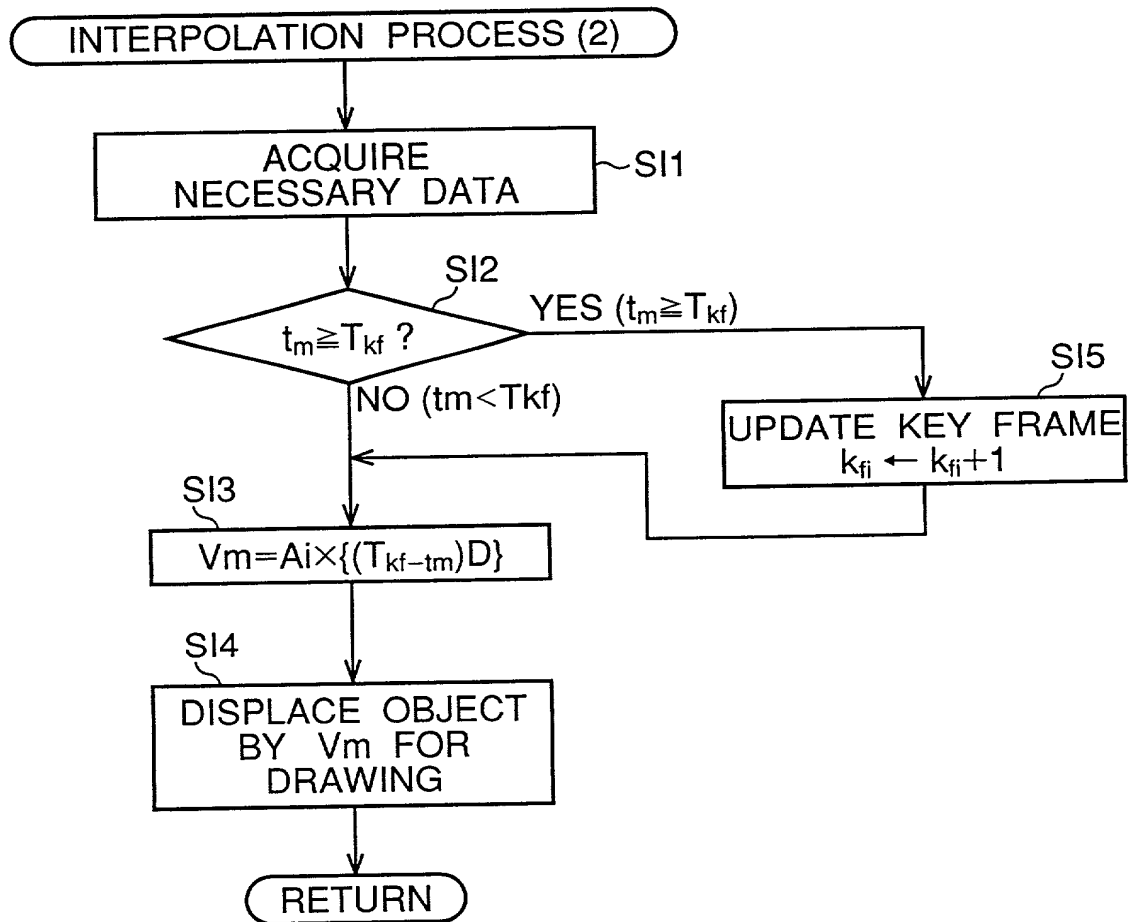 INTERPOLATION PROCESS (2)
ACQUIRE
NECESSARY DATA
SI1
SI2
tm≧Tkf ?
YES (tm≧Tkf)
NO (tm<Tkf)
SI5
UPDATE KEY FRAME
kfi ← kfi+1
SI3
Vm=Ai×{(Tkf-tm)D}
SI4
DISPLACE OBJECT
BY Vm FOR
DRAWING
RETURN